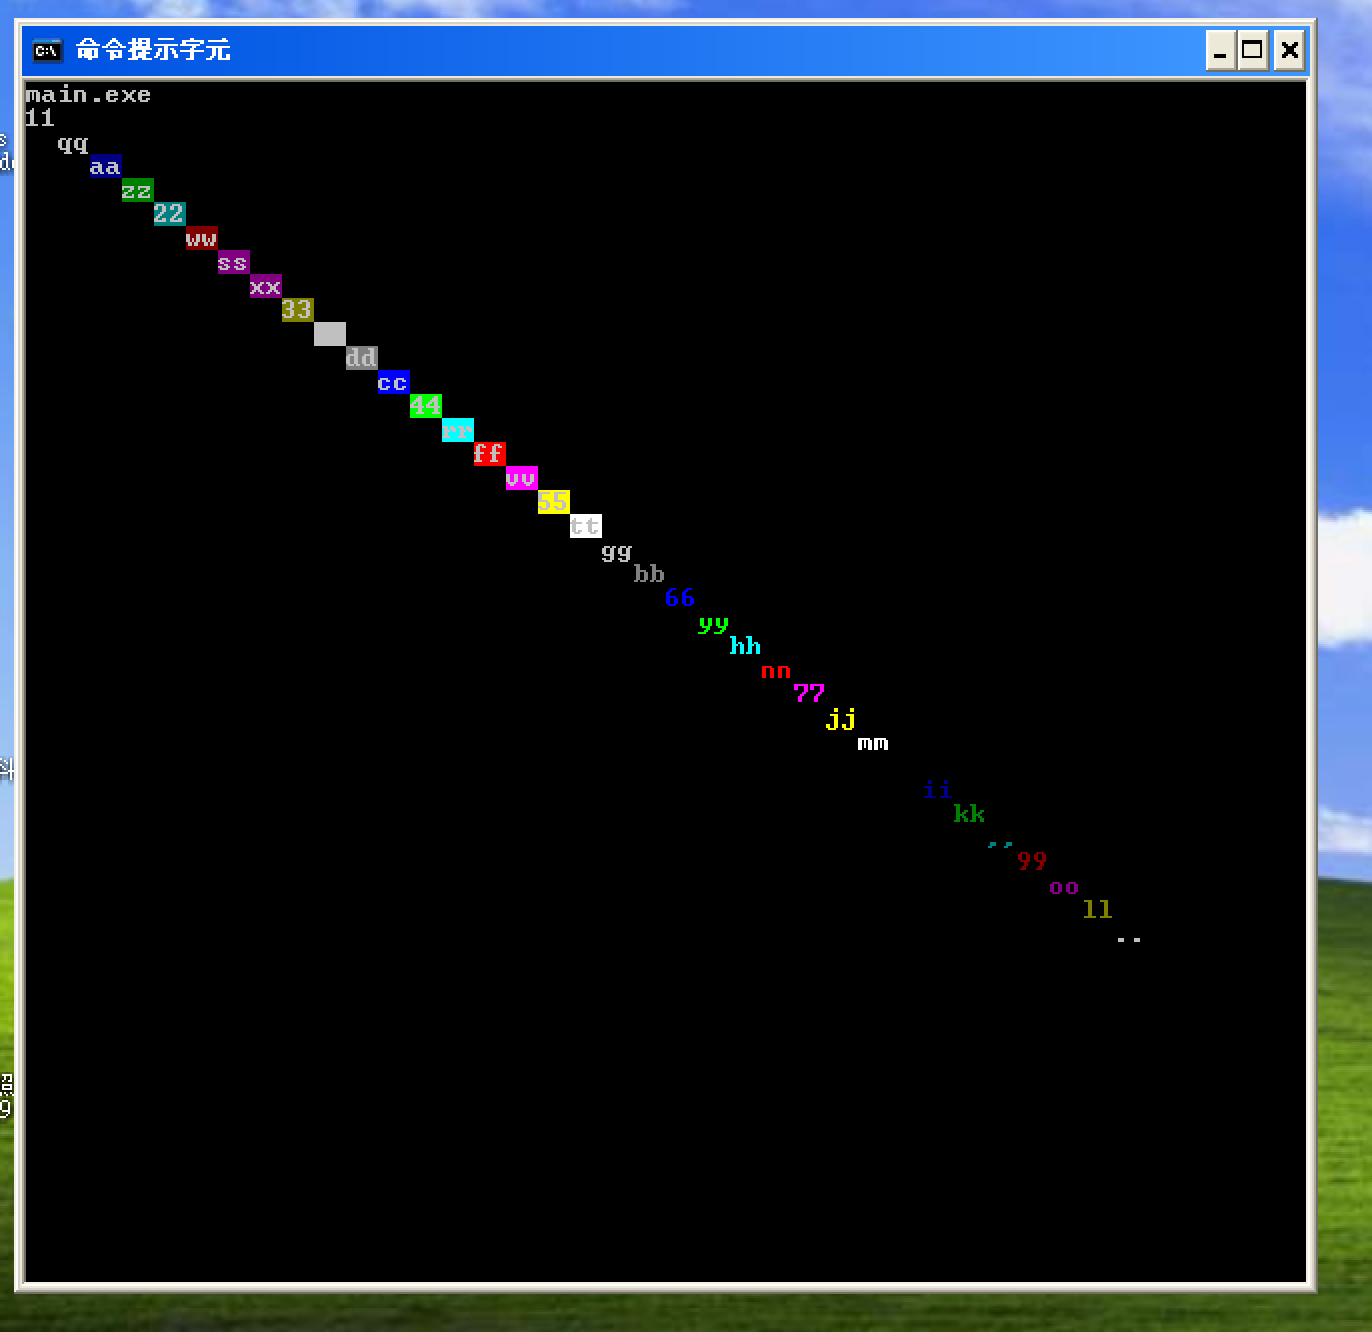 命令提示字元
main.exe
11
qq
aa
zz
22
ww
ss
xx
33
dd
cc
44
rr
ff
vv
55
tt
gg
bb
66
yy
hh
nn
77
jj
mm
ii
kk
,,
99
oo
ll
..